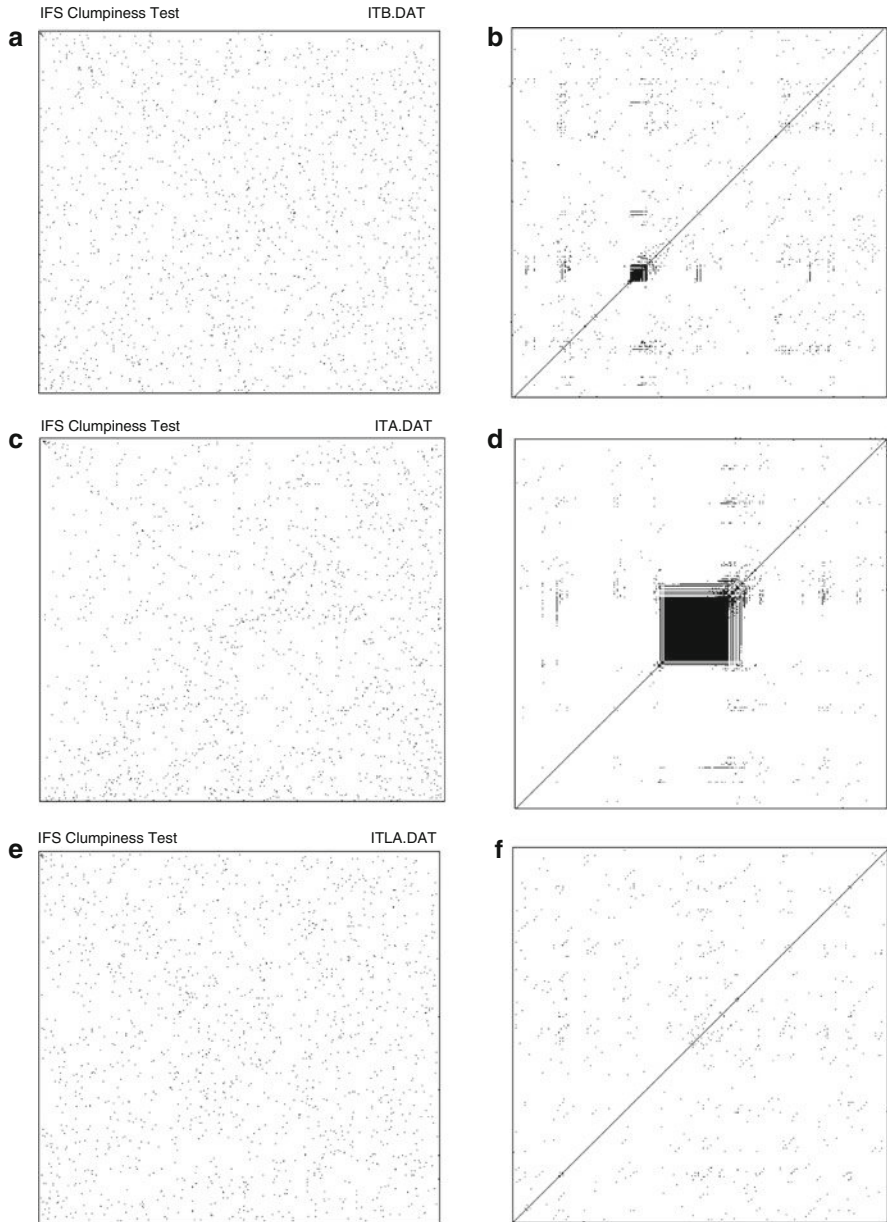 IFS Clumpiness Test ITB.DAT
a b
IFS Clumpiness Test ITA.DAT
c d
IFS Clumpiness Test ITLA.DAT
e f